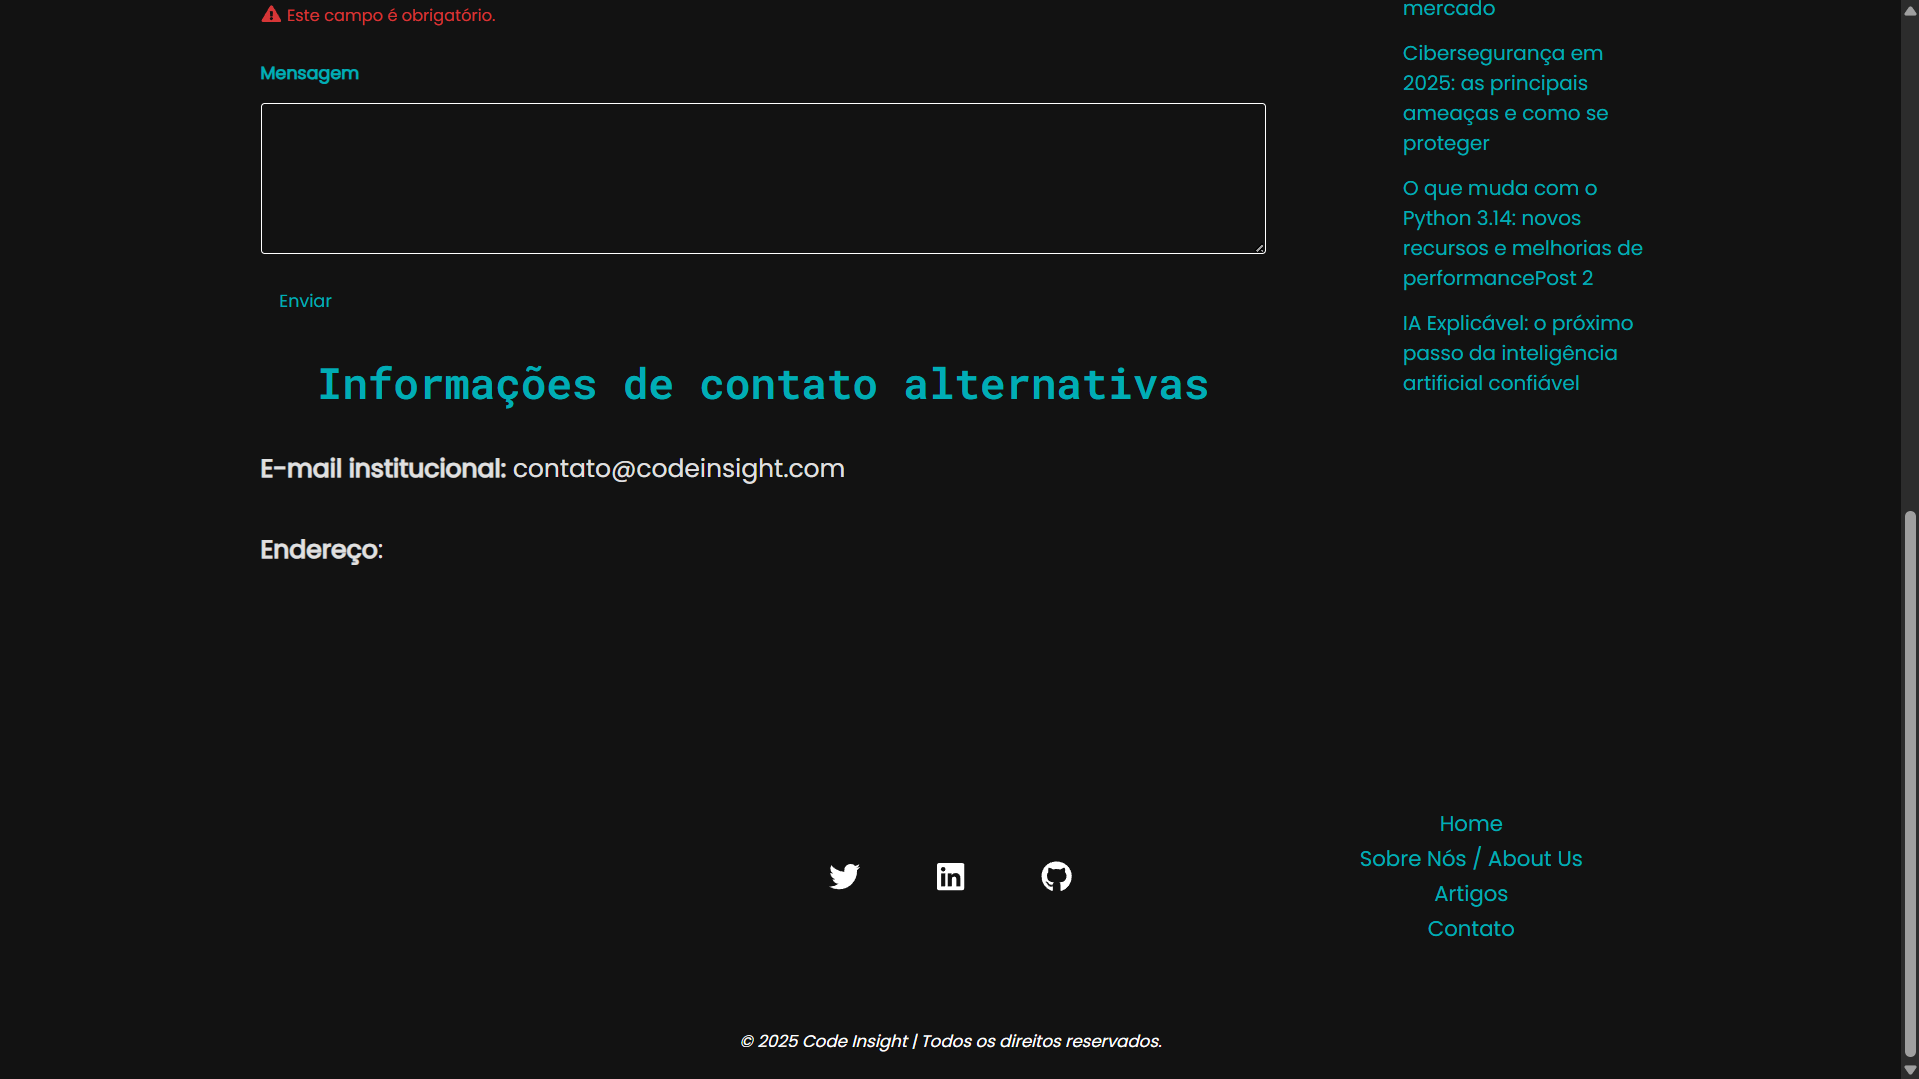 Este campo é obrigatório.
Mensagem
Enviar
Informações de contato alternativas
E-mail institucional: contato@codeinsight.com
Endereço:
mercado
Cibersegurança em
2025: as principais
ameaças e como se
proteger
O que muda com o
Python 3.14: novos
recursos e melhorias de
performancePost 2
IA Explicável: o próximo
passo da inteligência
artificial confiável
Home
Sobre Nós / About Us
Artigos
Contato
© 2025 Code Insight | Todos os direitos reservados.